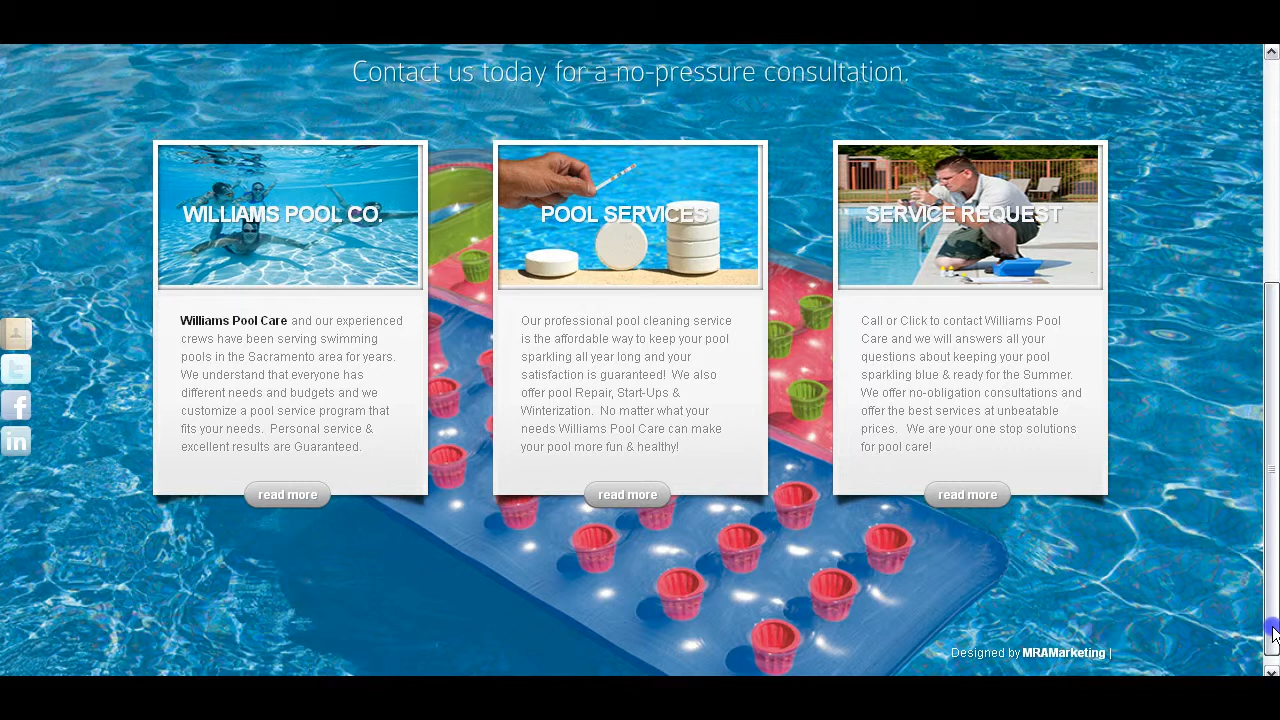 Contact us today for a no-pressure consultation.
WILLIAMS POOL CO.
Williams Pool Care and our experienced
crews have been serving swimming
pools in the Sacramento area for years.
We understand that everyone has
different needs and budgets and we
customize a pool service program that
fits your needs.  Personal service &
excellent results are Guaranteed.
read more
POOL SERVICES
Our professional pool cleaning service
is the affordable way to keep your pool
sparkling all year long and your
satisfaction is guaranteed!  We also
offer pool Repair, Start-Ups &
Winterization.  No matter what your
needs Williams Pool Care can make
your pool more fun & healthy!
read more
SERVICE REQUEST
Call or Click to contact Williams Pool
Care and we will answers all your
questions about keeping your pool
sparkling blue & ready for the Summer.
We offer no-obligation consultations and
offer the best services at unbeatable
prices.   We are your one stop solutions
for pool care!
read more
Designed by MRAMarketing |